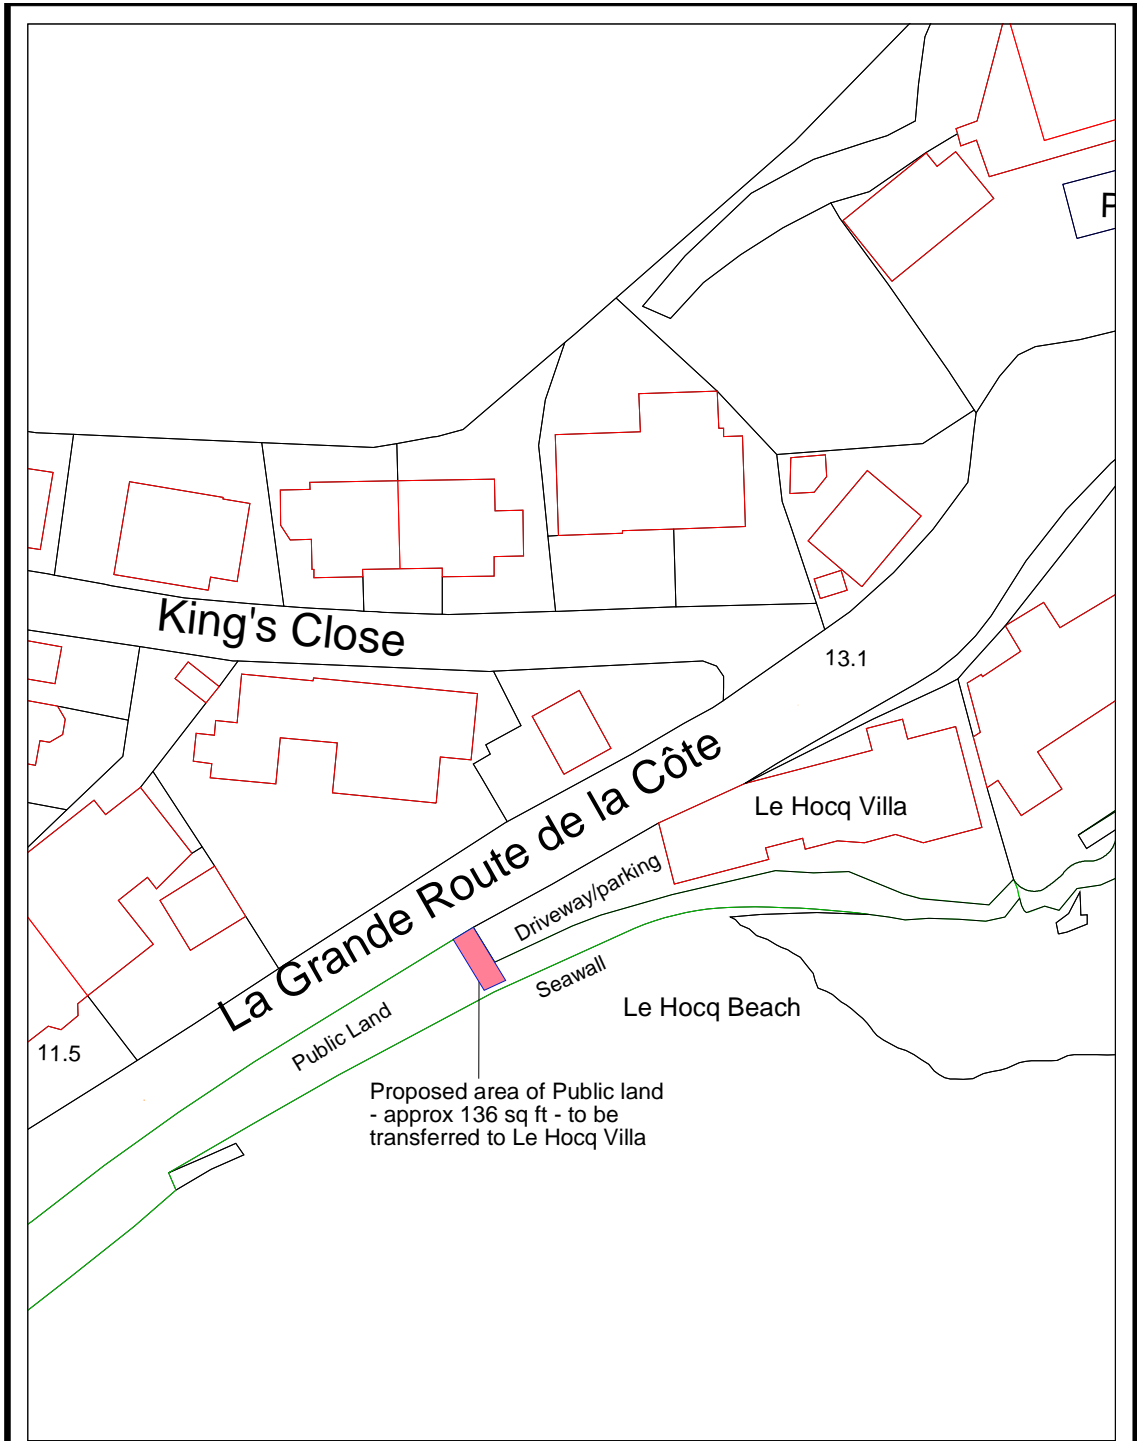 P
King's Close
13.1
La Grande Route de la Côte
Le Hocq Villa
Driveway/parking
Seawall
Le Hocq Beach
Public Land
11.5
Proposed area of Public land
- approx 136 sq ft - to be
transferred to Le Hocq Villa